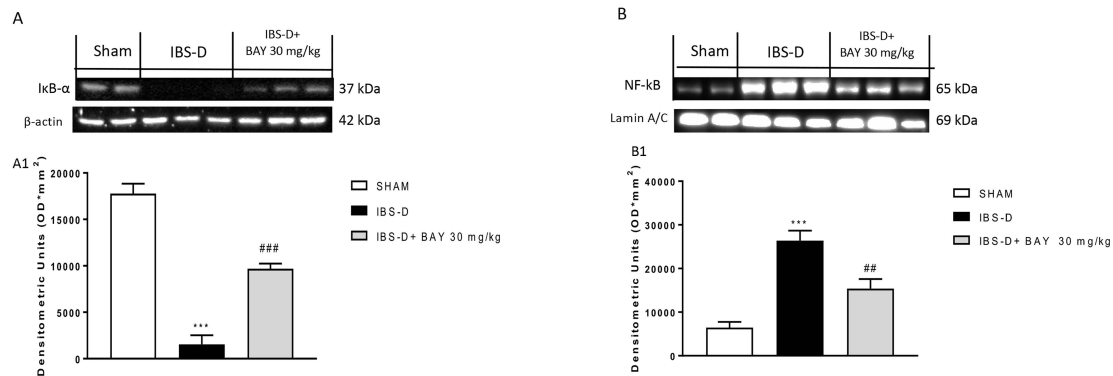 A
Sham
IBS-D
IBS-D+
BAY 30 mg/kg
IκB-α
37 kDa
β-actin
42 kDa
A1
Densitometric Units (OD*mm²)
20000
15000
10000
5000
0
***
###
SHAM
IBS-D
IBS-D+ BAY 30 mg/kg
B
Sham
IBS-D
IBS-D+
BAY 30 mg/kg
NF-kB
65 kDa
Lamin A/C
69 kDa
B1
Densitometric Units (OD*mm²)
40000
30000
20000
10000
0
***
##
SHAM
IBS-D
IBS-D+ BAY 30 mg/kg